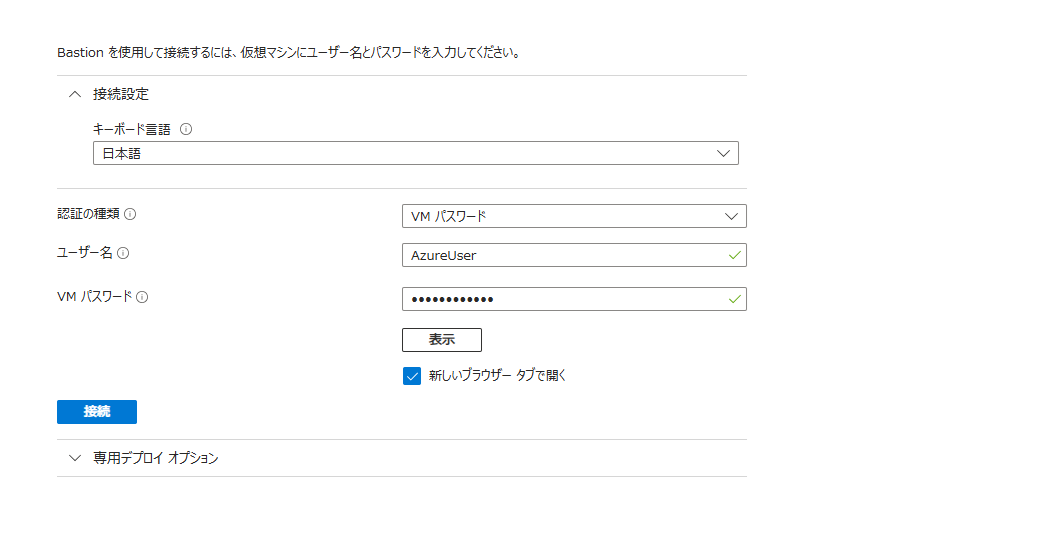 Bastion を使用して接続するには、仮想マシンにユーザー名とパスワードを入力してください。
接続設定
キーボード言語
日本語
認証の種類
VM パスワード
ユーザー名
AzureUser
VM パスワード
••••••••••••
表示
新しいブラウザー タブで開く
接続
専用デプロイ オプション